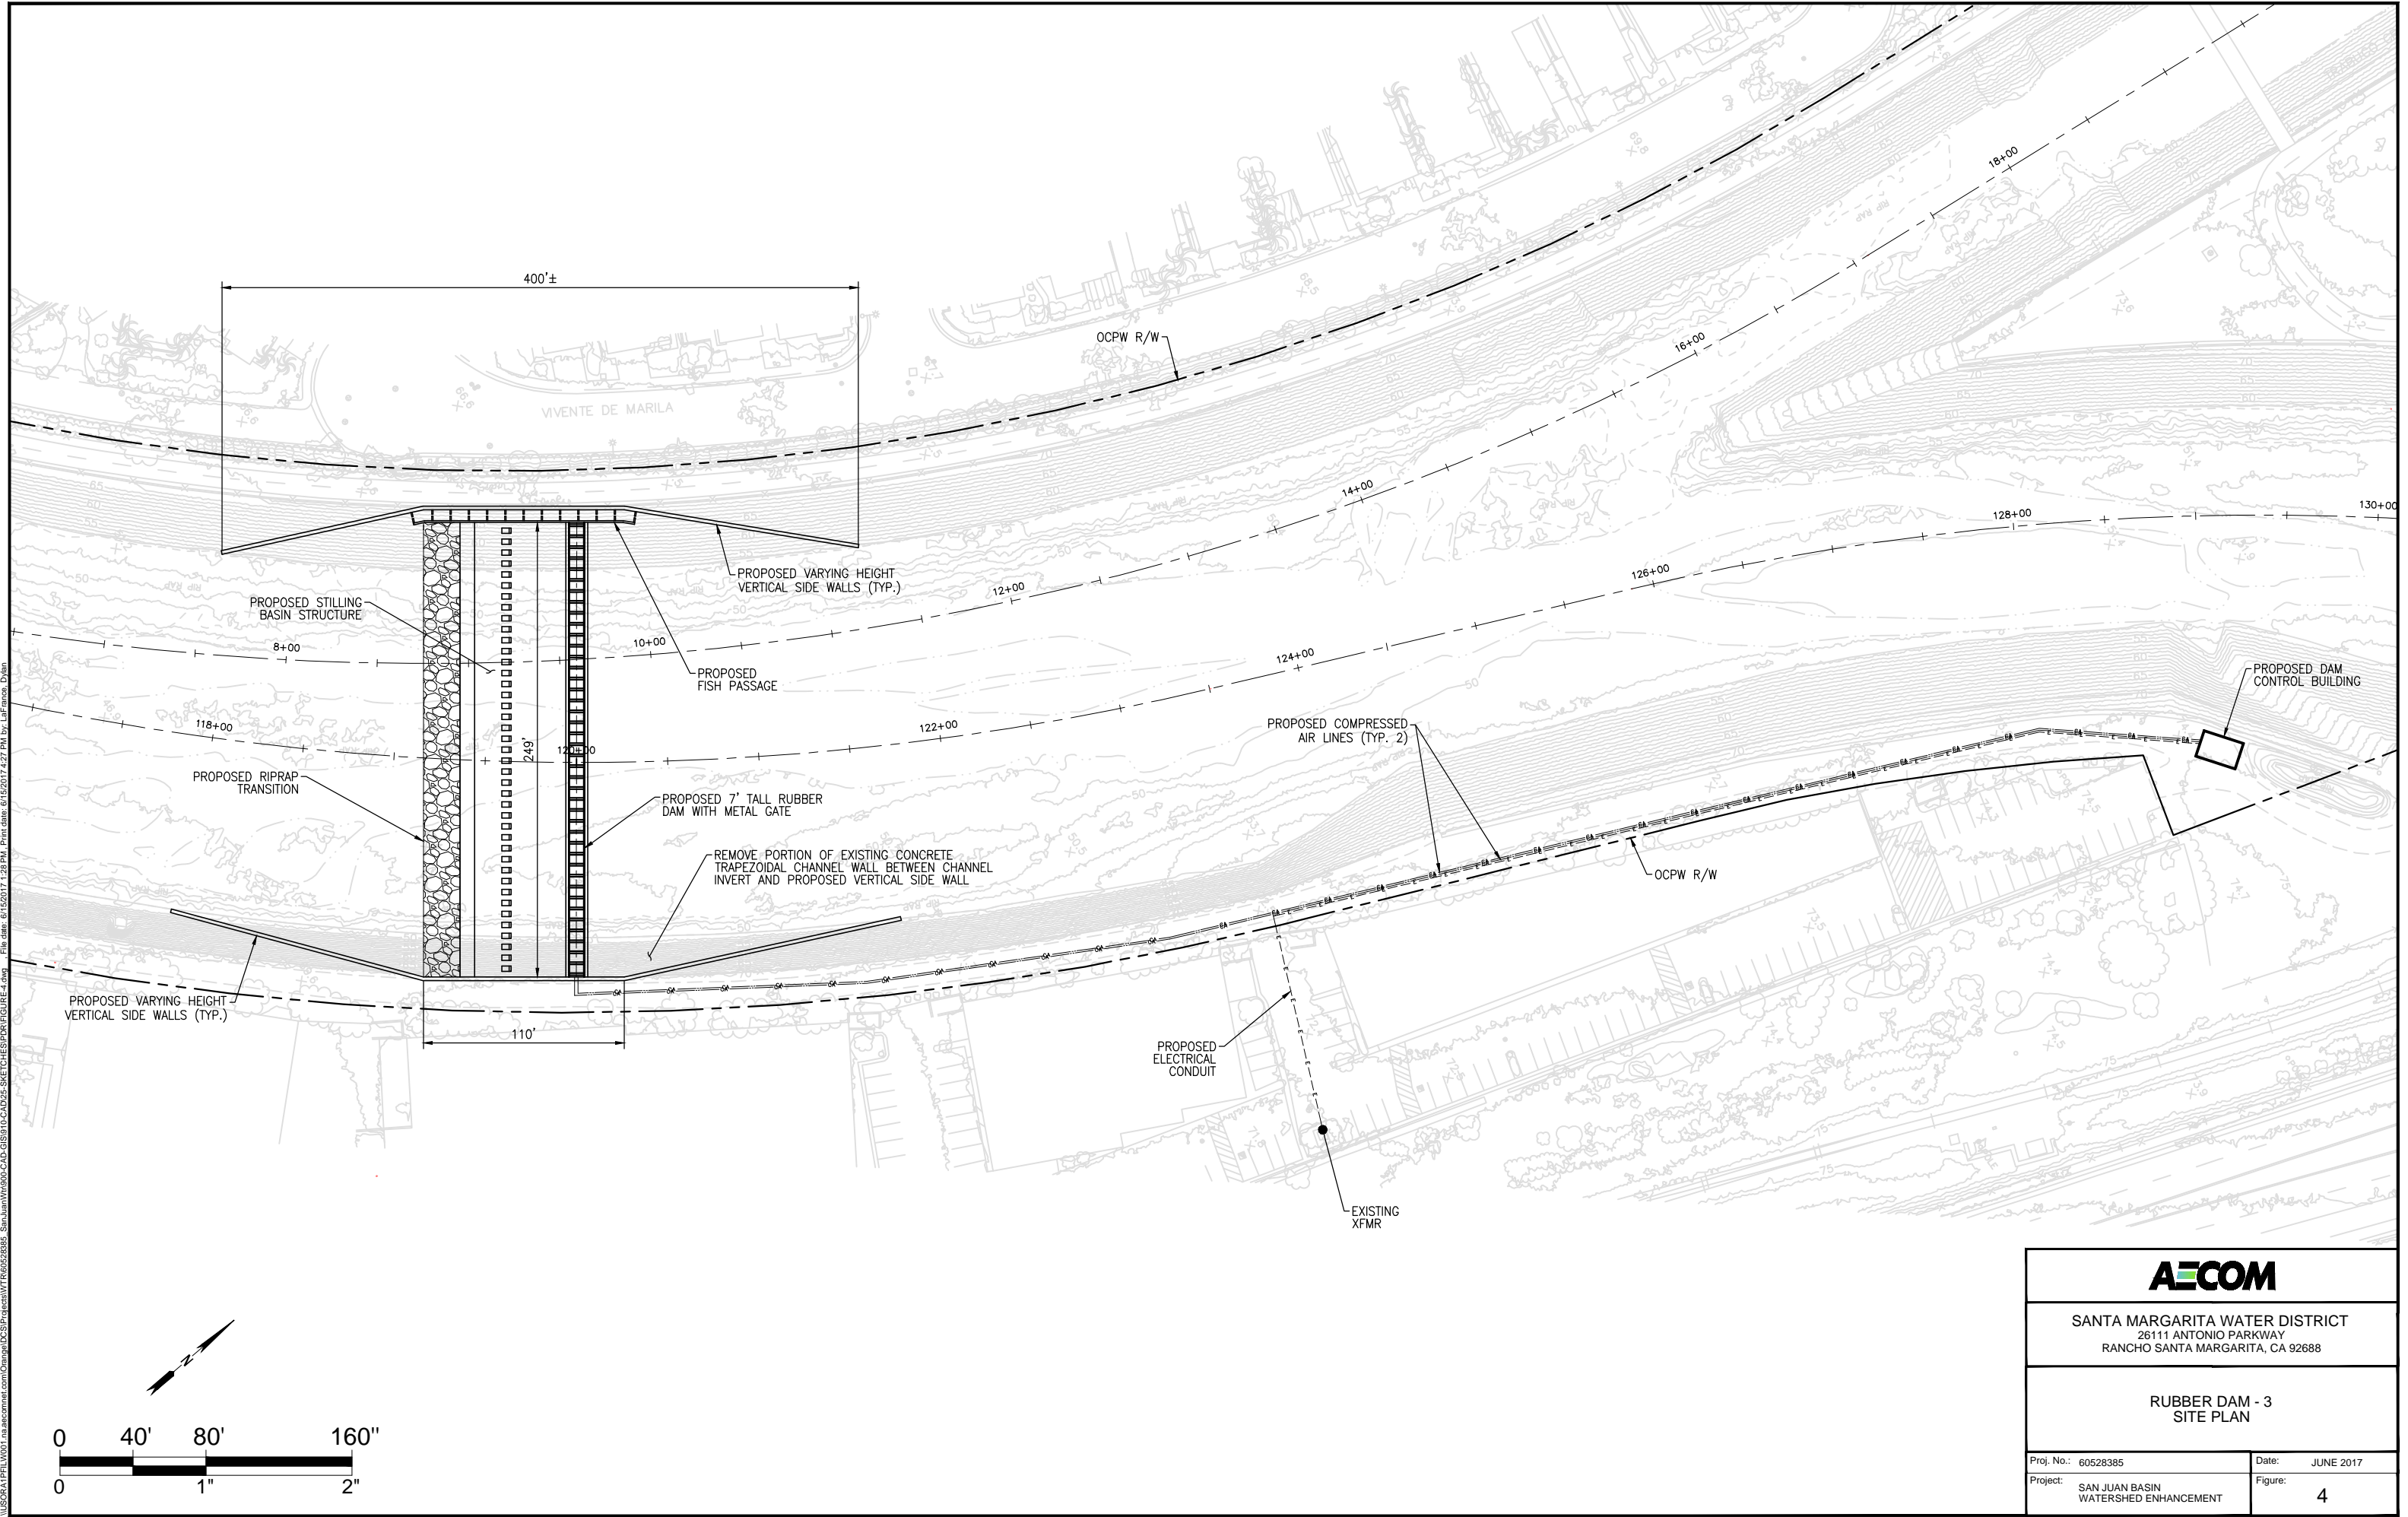 400'±
OCPW R/W
VIVENTE DE MARILA
TRABUCO
18+00
16+00
14+00
12+00
10+00
8+00
130+00
128+00
126+00
124+00
122+00
120+00
118+00
PROPOSED VARYING HEIGHT
VERTICAL SIDE WALLS (TYP.)
PROPOSED STILLING
BASIN STRUCTURE
PROPOSED
FISH PASSAGE
PROPOSED DAM
CONTROL BUILDING
PROPOSED COMPRESSED
AIR LINES (TYP. 2)
249'
PROPOSED RIPRAP
TRANSITION
PROPOSED 7' TALL RUBBER
DAM WITH METAL GATE
REMOVE PORTION OF EXISTING CONCRETE
TRAPEZOIDAL CHANNEL WALL BETWEEN CHANNEL
INVERT AND PROPOSED VERTICAL SIDE WALL
OCPW R/W
PROPOSED VARYING HEIGHT
VERTICAL SIDE WALLS (TYP.)
110'
PROPOSED
ELECTRICAL
CONDUIT
EXISTING
XFMR
N
0 40' 80' 160"
0 1" 2"
AECOM
SANTA MARGARITA WATER DISTRICT
26111 ANTONIO PARKWAY
RANCHO SANTA MARGARITA, CA 92688
RUBBER DAM - 3
SITE PLAN
Proj. No.: 60528385
Date: JUNE 2017
Project: SAN JUAN BASIN
WATERSHED ENHANCEMENT
Figure: 4